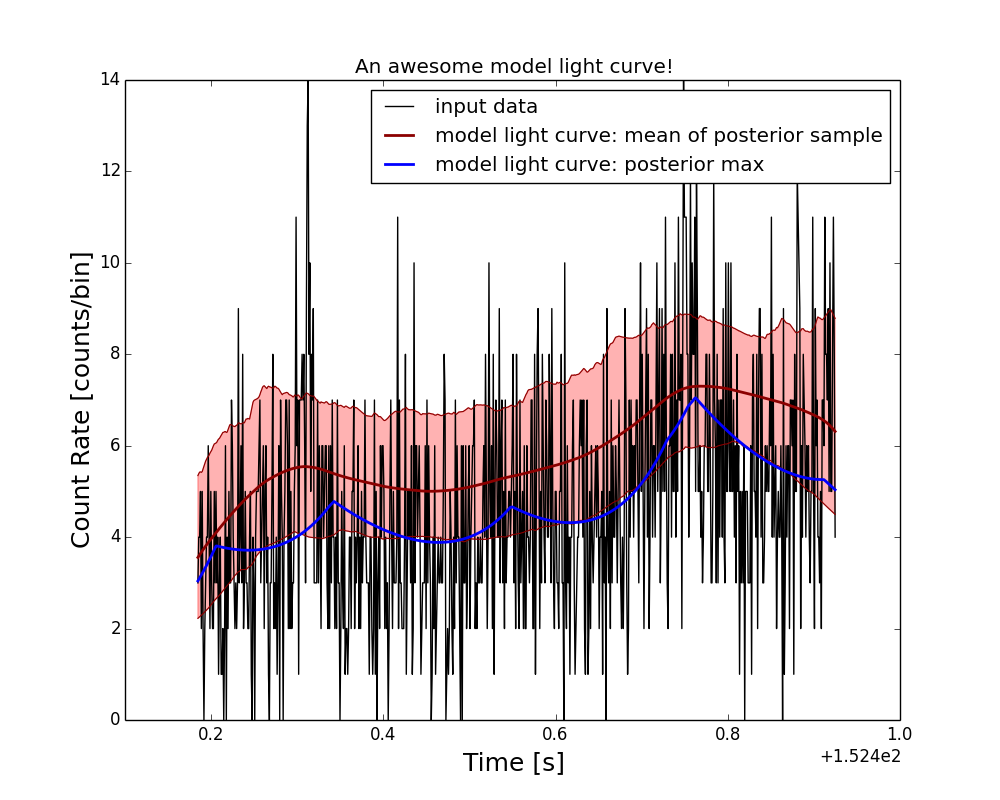 An awesome model light curve!
input data
model light curve: mean of posterior sample
model light curve: posterior max
Count Rate [counts/bin]
14
12
10
8
6
4
2
0
0.2 0.4 0.6 0.8 1.0
+1.524e2
Time [s]